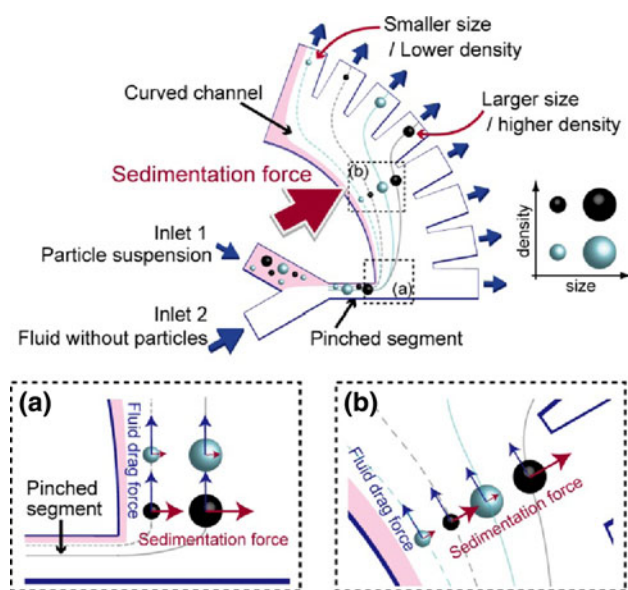 Smaller size
/ Lower density
Curved channel
Larger size
/ higher density
(b)
Sedimentation force
Inlet 1
Particle suspension
density
size
(a)
Inlet 2
Fluid without particles
Pinched segment
(a)
Fluid drag force
Pinched
segment
Sedimentation force
(b)
Fluid drag force
Sedimentation force